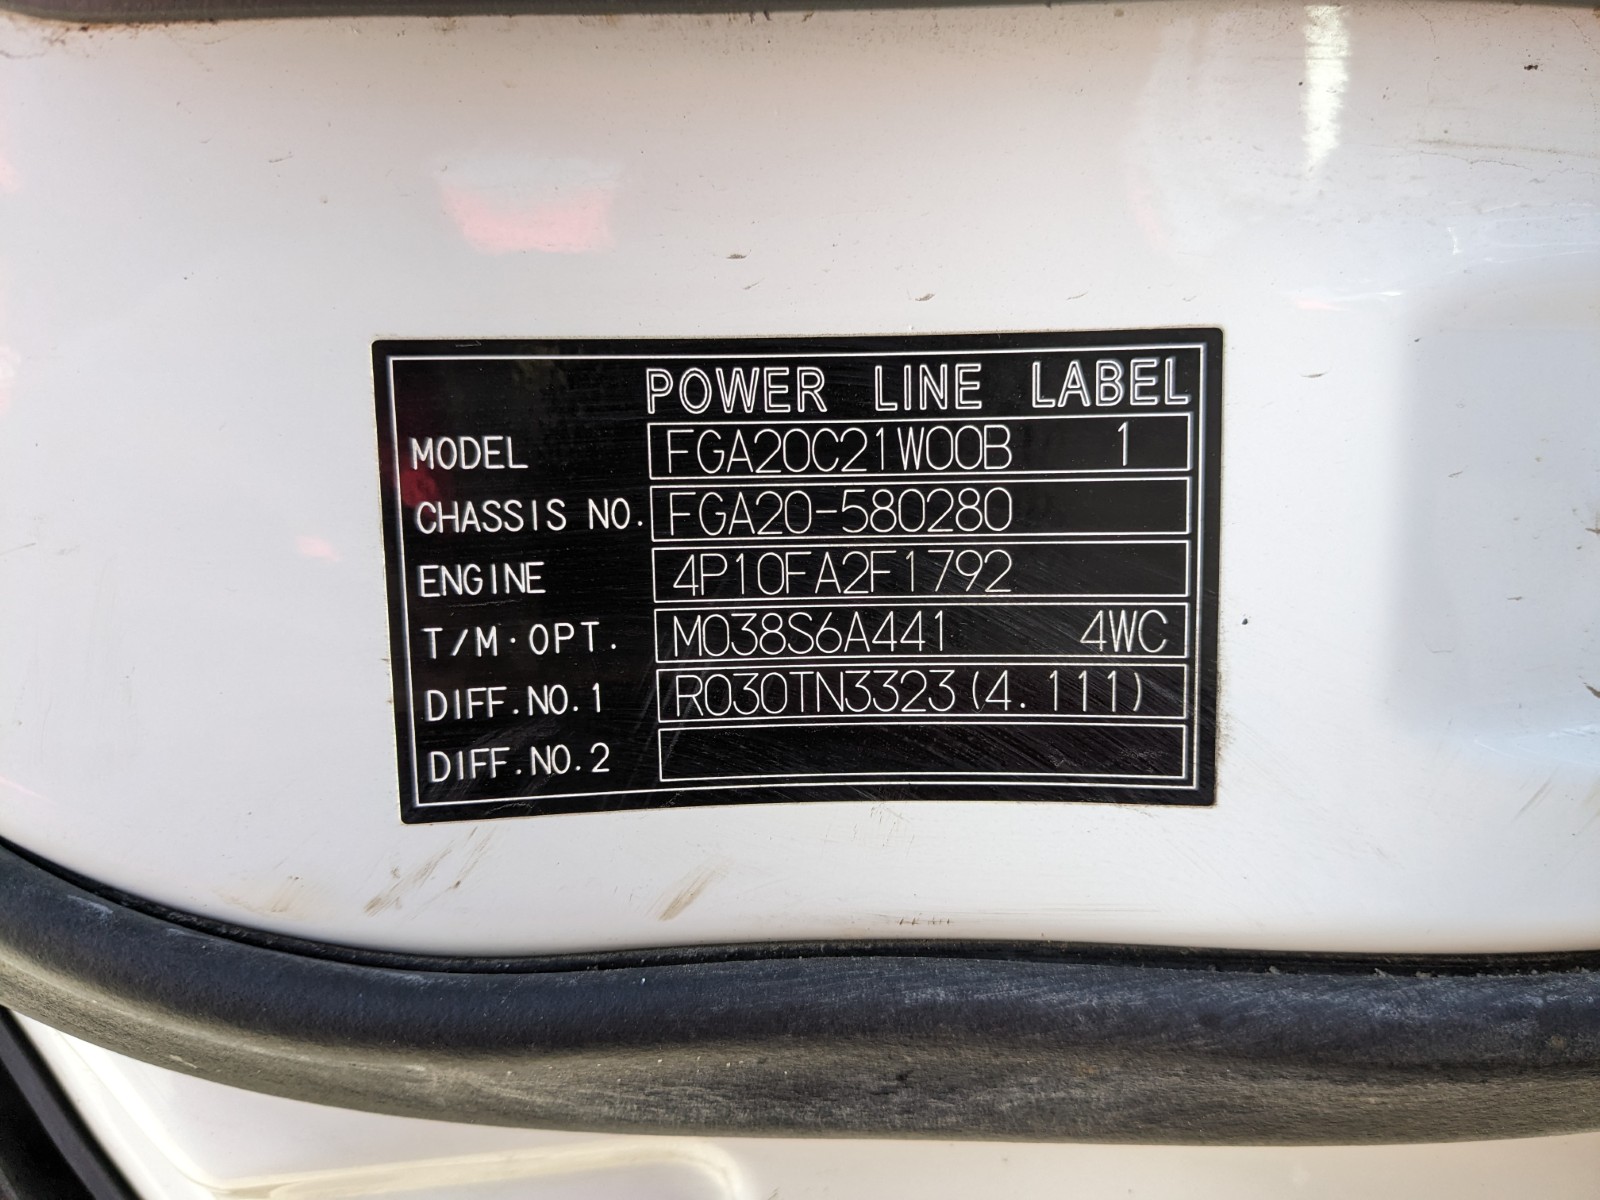 POWER LINE LABEL
MODEL FGA20C21W00B 1
CHASSIS NO. FGA20-580280
ENGINE 4P10FA2F1792
T/M·OPT. M038S6A441 4WC
DIFF.NO.1 R030TN3323(4.111)
DIFF.NO.2